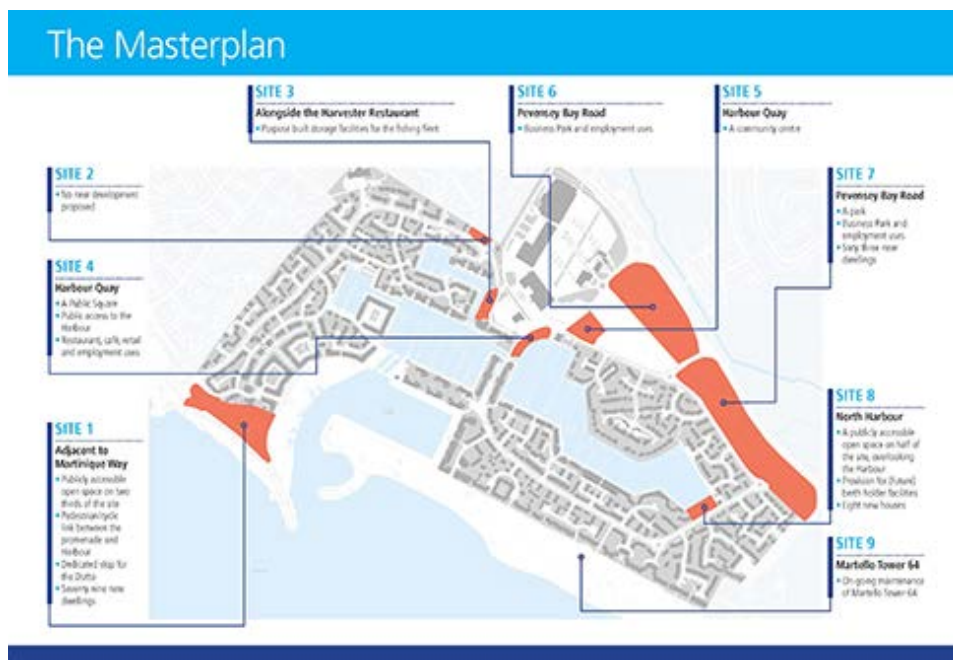 The Masterplan
SITE 3
Alongside the Harvester Restaurant
Purpose built storage facilities for the fishing fleet
SITE 6
Pevensey Bay Road
Business Park and employment uses
SITE 5
Harbour Quay
A community centre
SITE 2
No new development
proposed
SITE 7
Pevensey Bay Road
A park
Business Park and
employment uses
Sixty three new
dwellings
SITE 4
Harbour Quay
A Public Square
Public access to the
Harbour
Restaurant, café, retail
and employment uses
SITE 1
Adjacent to
Martinique Way
Publicly accessible
open space on two
thirds of the site
Pedestrian/cycle
link between the
promenade and
Harbour
Dedicated stop for
the Dotto
Seventy nine new
dwellings
SITE 8
North Harbour
A publicly accessible
open space on half of
the site, overlooking
the Harbour
Provision for (future)
berth holder facilities
Eight new houses
SITE 9
Martello Tower 64
On-going maintenance
of Martello Tower 64